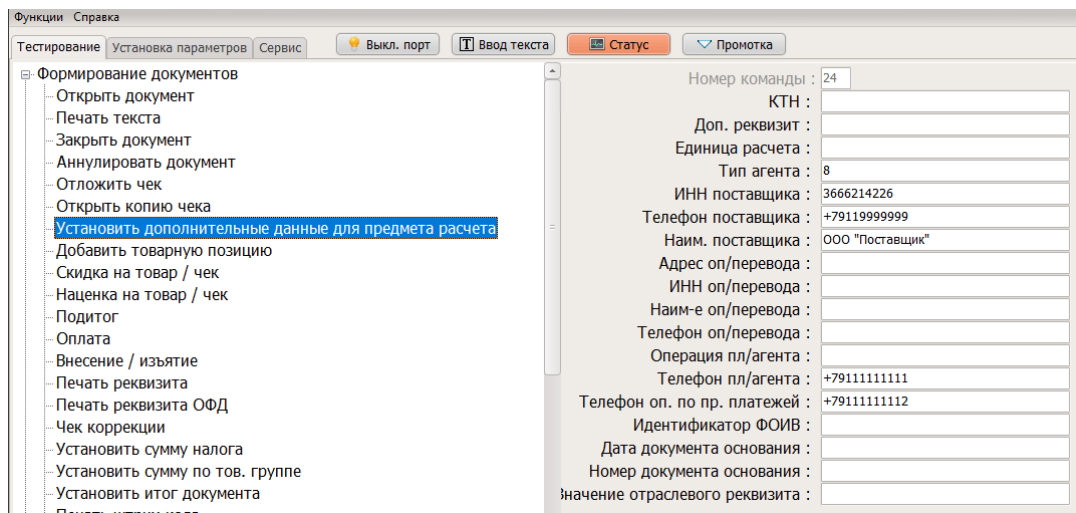 Функции Справка
Тестирование Установка параметров Сервис Выкл. порт Ввод текста Статус Промотка
Формирование документов
Открыть документ
Печать текста
Закрыть документ
Аннулировать документ
Отложить чек
Открыть копию чека
Установить дополнительные данные для предмета расчета
Добавить товарную позицию
Скидка на товар / чек
Наценка на товар / чек
Подитог
Оплата
Внесение / изъятие
Печать реквизита
Печать реквизита ОФД
Чек коррекции
Установить сумму налога
Установить сумму по тов. группе
Установить итог документа
Номер команды : 24
КТН :
Доп. реквизит :
Единица расчета :
Тип агента : 8
ИНН поставщика : 3666214226
Телефон поставщика : +79119999999
Наим. поставщика : ООО "Поставщик"
Адрес оп/перевода :
ИНН оп/перевода :
Наим-е оп/перевода :
Телефон оп/перевода :
Операция пл/агента :
Телефон пл/агента : +79111111111
Телефон оп. по пр. платежей : +79111111112
Идентификатор ФОИВ :
Дата документа основания :
Номер документа основания :
Значение отраслевого реквизита :